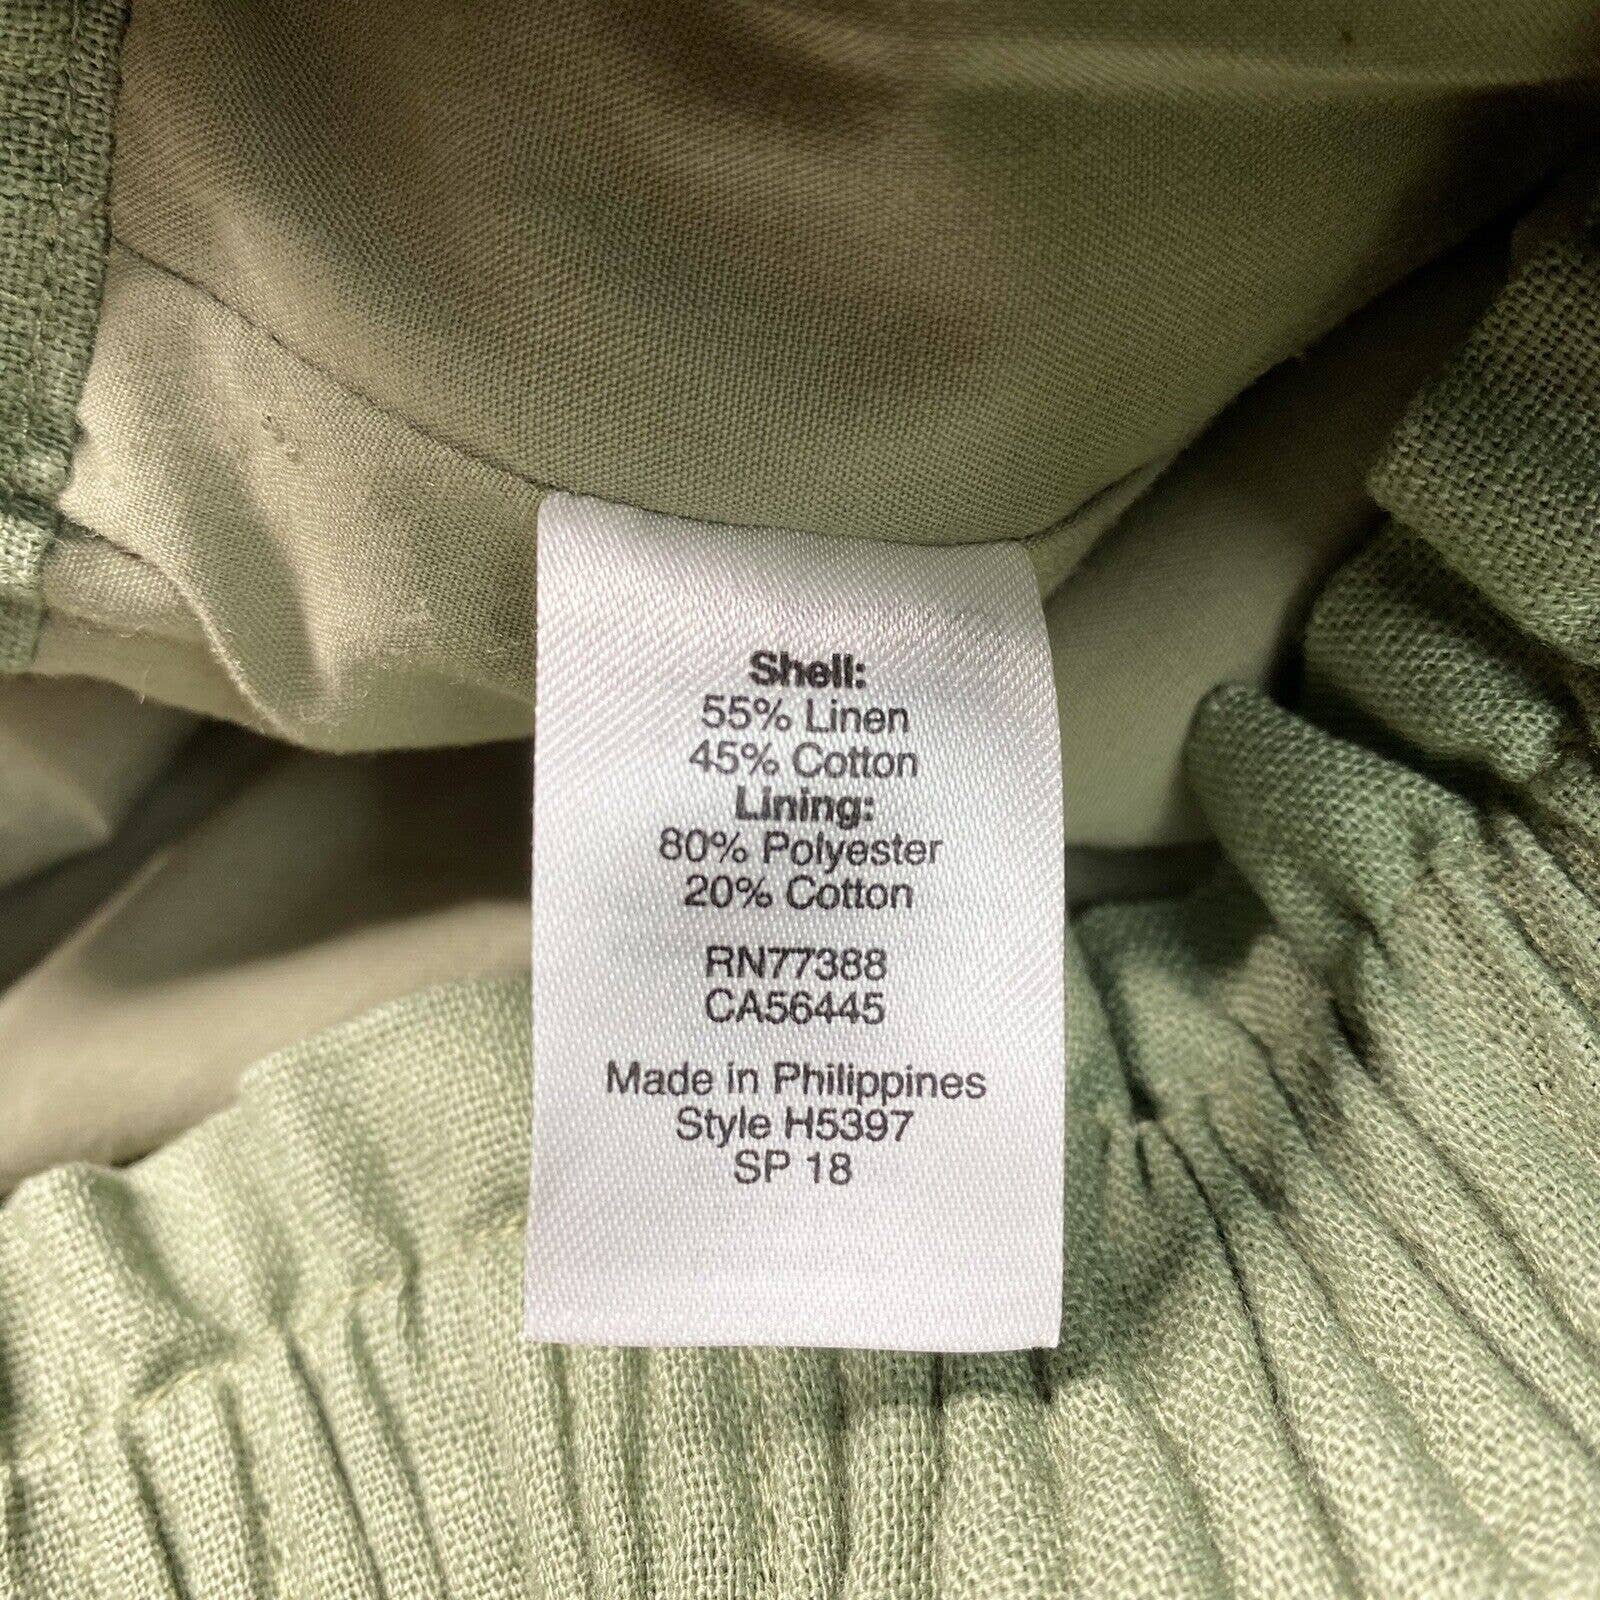 Shell:
55% Linen
45% Cotton
Lining:
80% Polyester
20% Cotton
RN77388
CA56445
Made in Philippines
Style H5397
SP 18